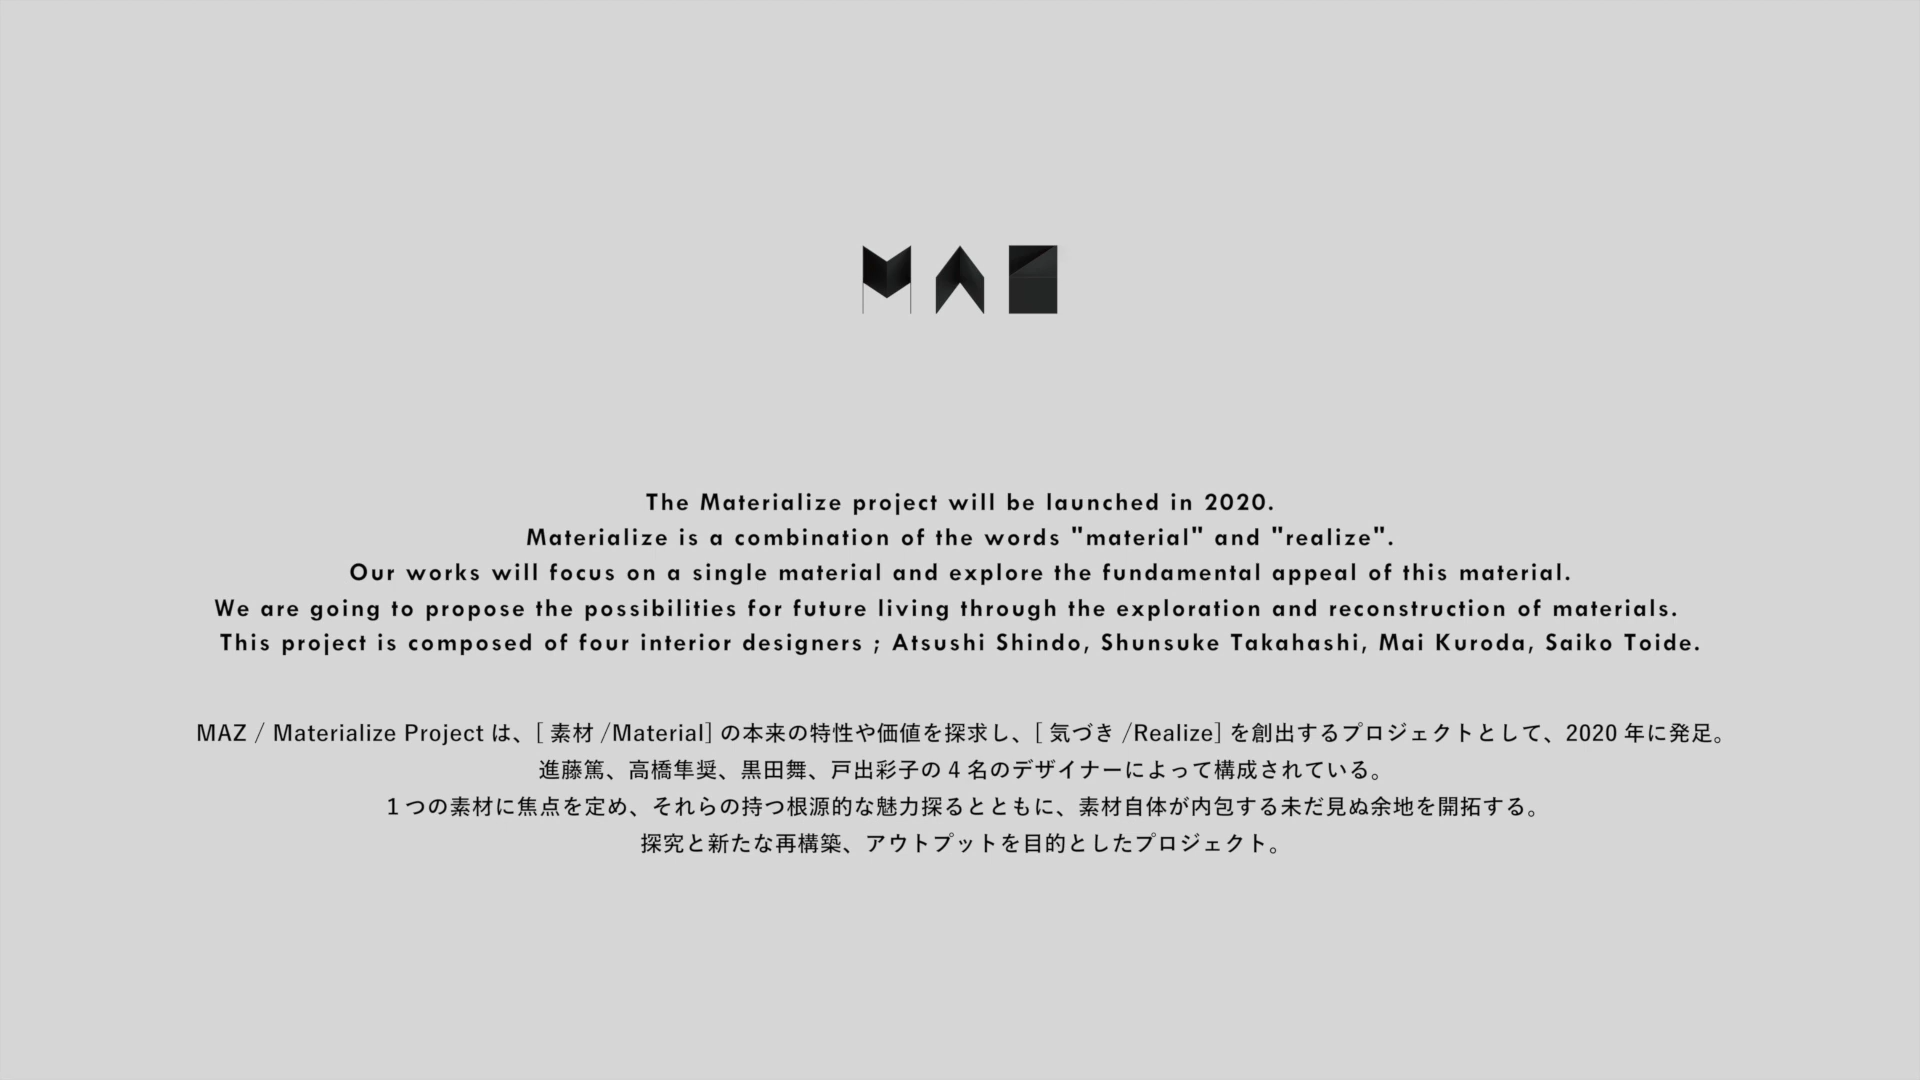 MAZ
The Materialize project will be launched in 2020.
Materialize is a combination of the words "material" and "realize".
Our works will focus on a single material and explore the fundamental appeal of this material.
We are going to propose the possibilities for future living through the exploration and reconstruction of materials.
This project is composed of four interior designers ; Atsushi Shindo, Shunsuke Takahashi, Mai Kuroda, Saiko Toide.
MAZ / Materialize Project は、[ 素材 /Material] の本来の特性や価値を探求し、[ 気づき /Realize] を創出するプロジェクトとして、2020 年に発足。
進藤篤、高橋隼奨、黒田舞、戸出彩子の 4 名のデザイナーによって構成されている。
1 つの素材に焦点を定め、それらの持つ根源的な魅力探るとともに、素材自体が内包する未だ見ぬ余地を開拓する。
探究と新たな再構築、アウトプットを目的としたプロジェクト。